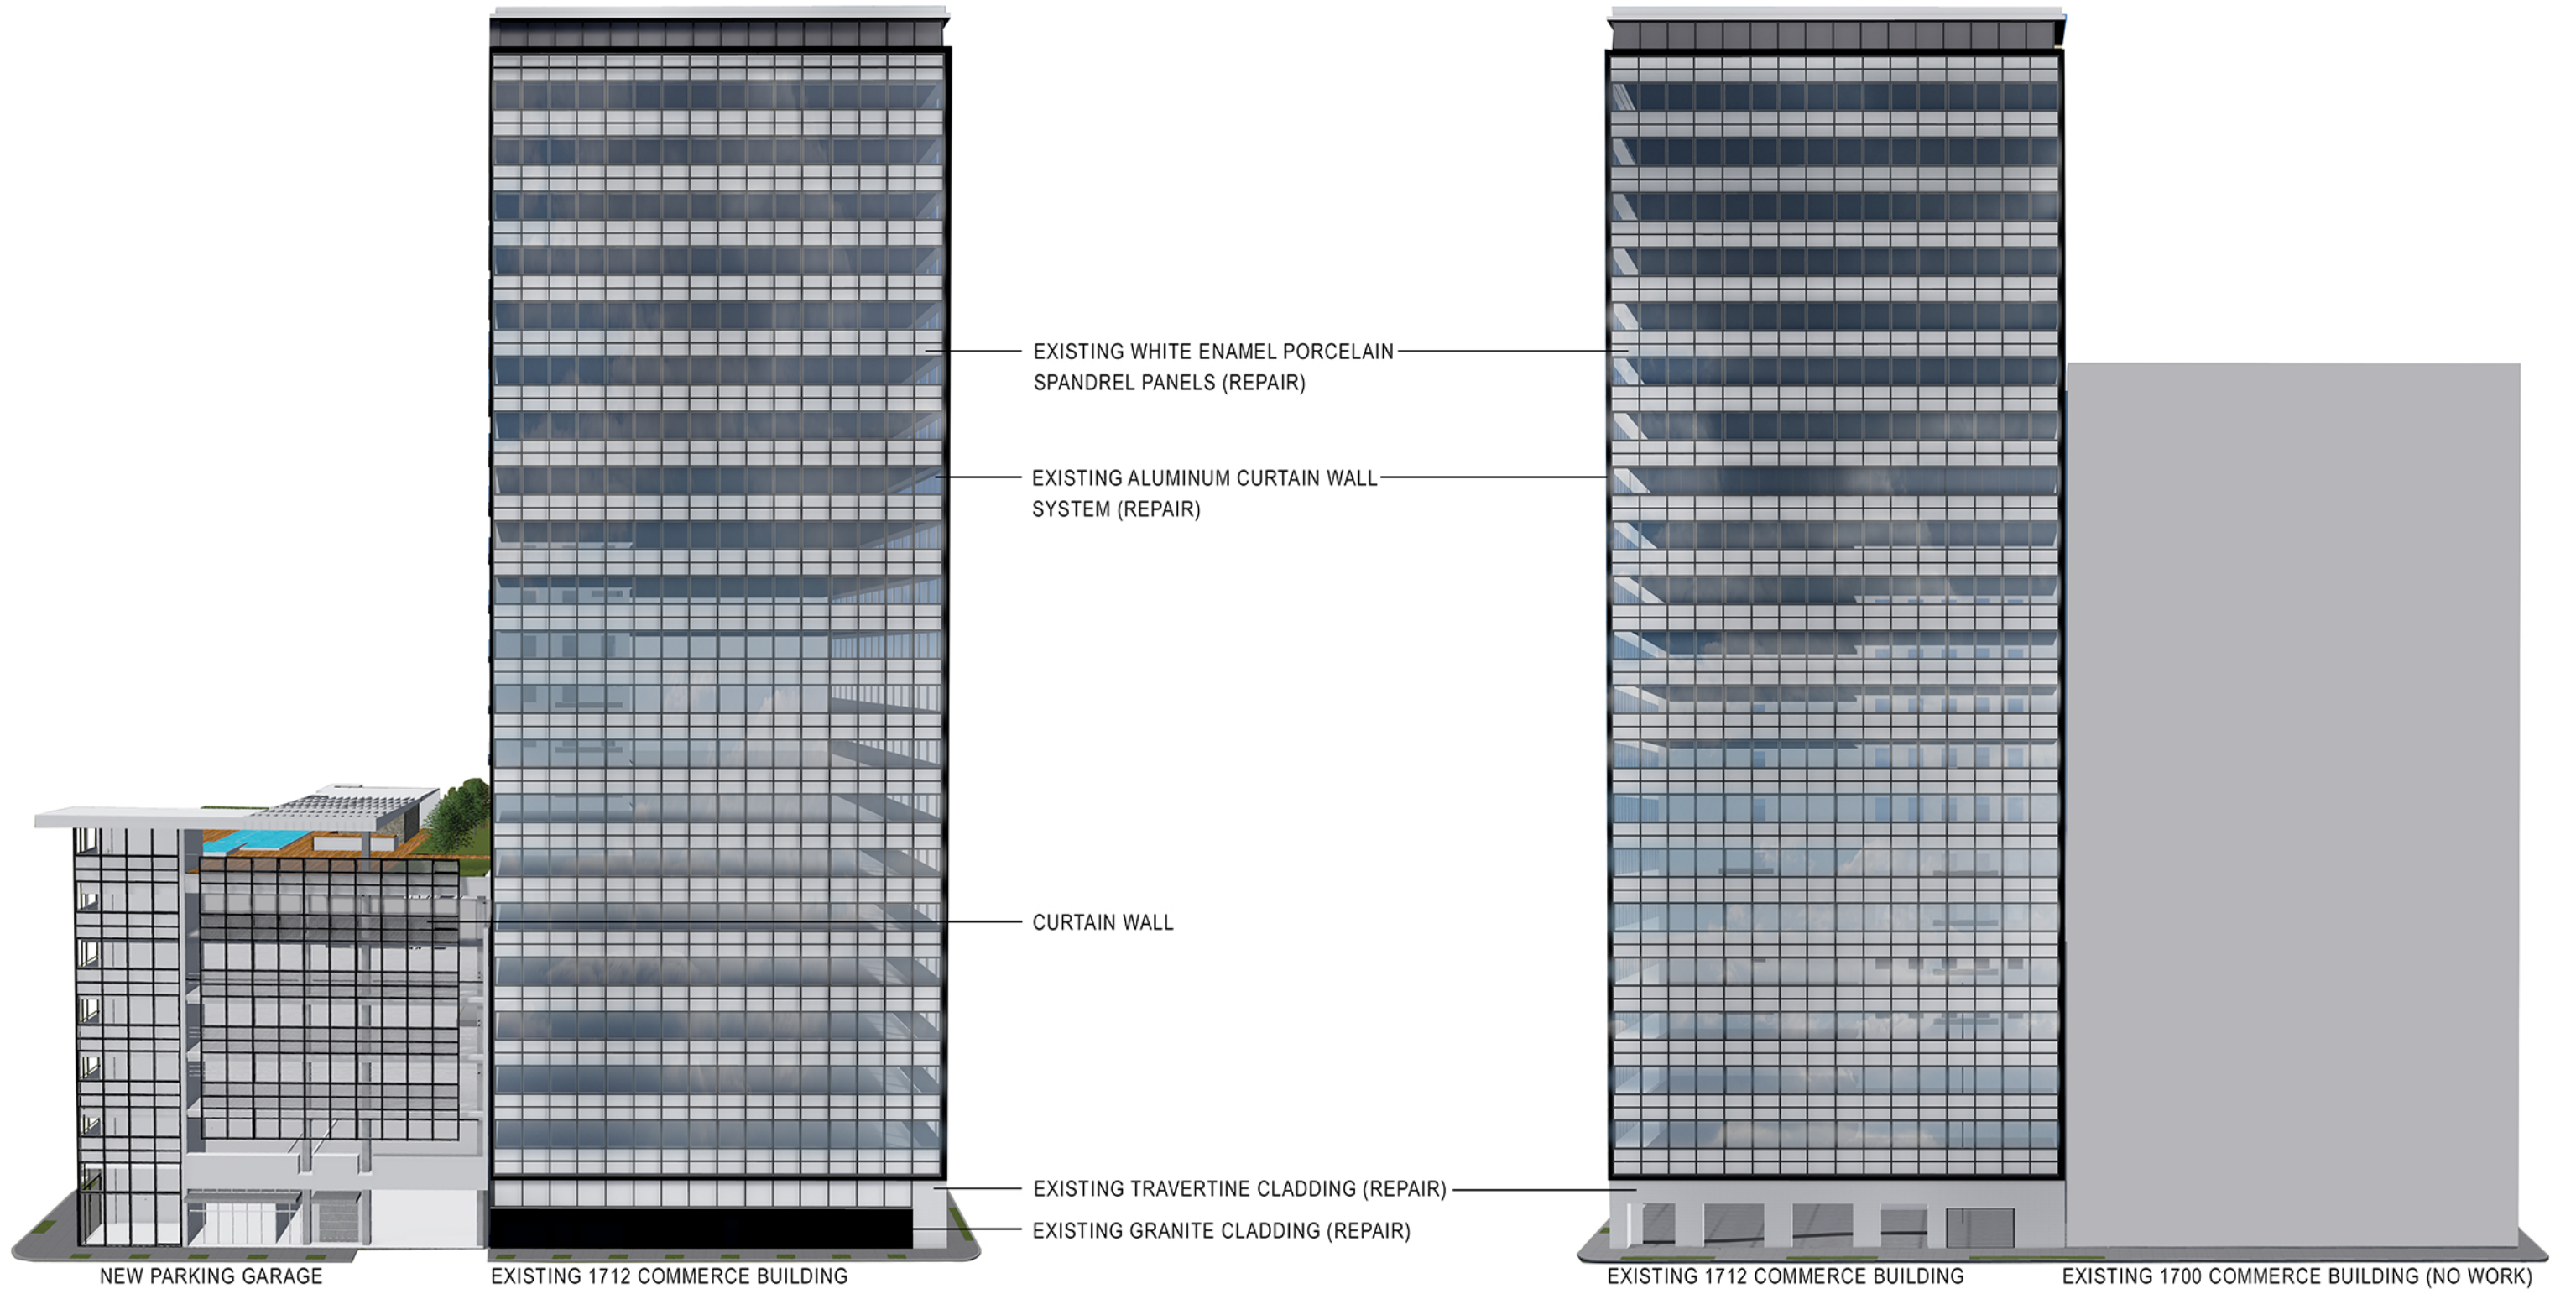 EXISTING WHITE ENAMEL PORCELAIN
SPANDREL PANELS (REPAIR)
EXISTING ALUMINUM CURTAIN WALL
SYSTEM (REPAIR)
CURTAIN WALL
EXISTING TRAVERTINE CLADDING (REPAIR)
EXISTING GRANITE CLADDING (REPAIR)
NEW PARKING GARAGE
EXISTING 1712 COMMERCE BUILDING
EXISTING 1712 COMMERCE BUILDING
EXISTING 1700 COMMERCE BUILDING (NO WORK)